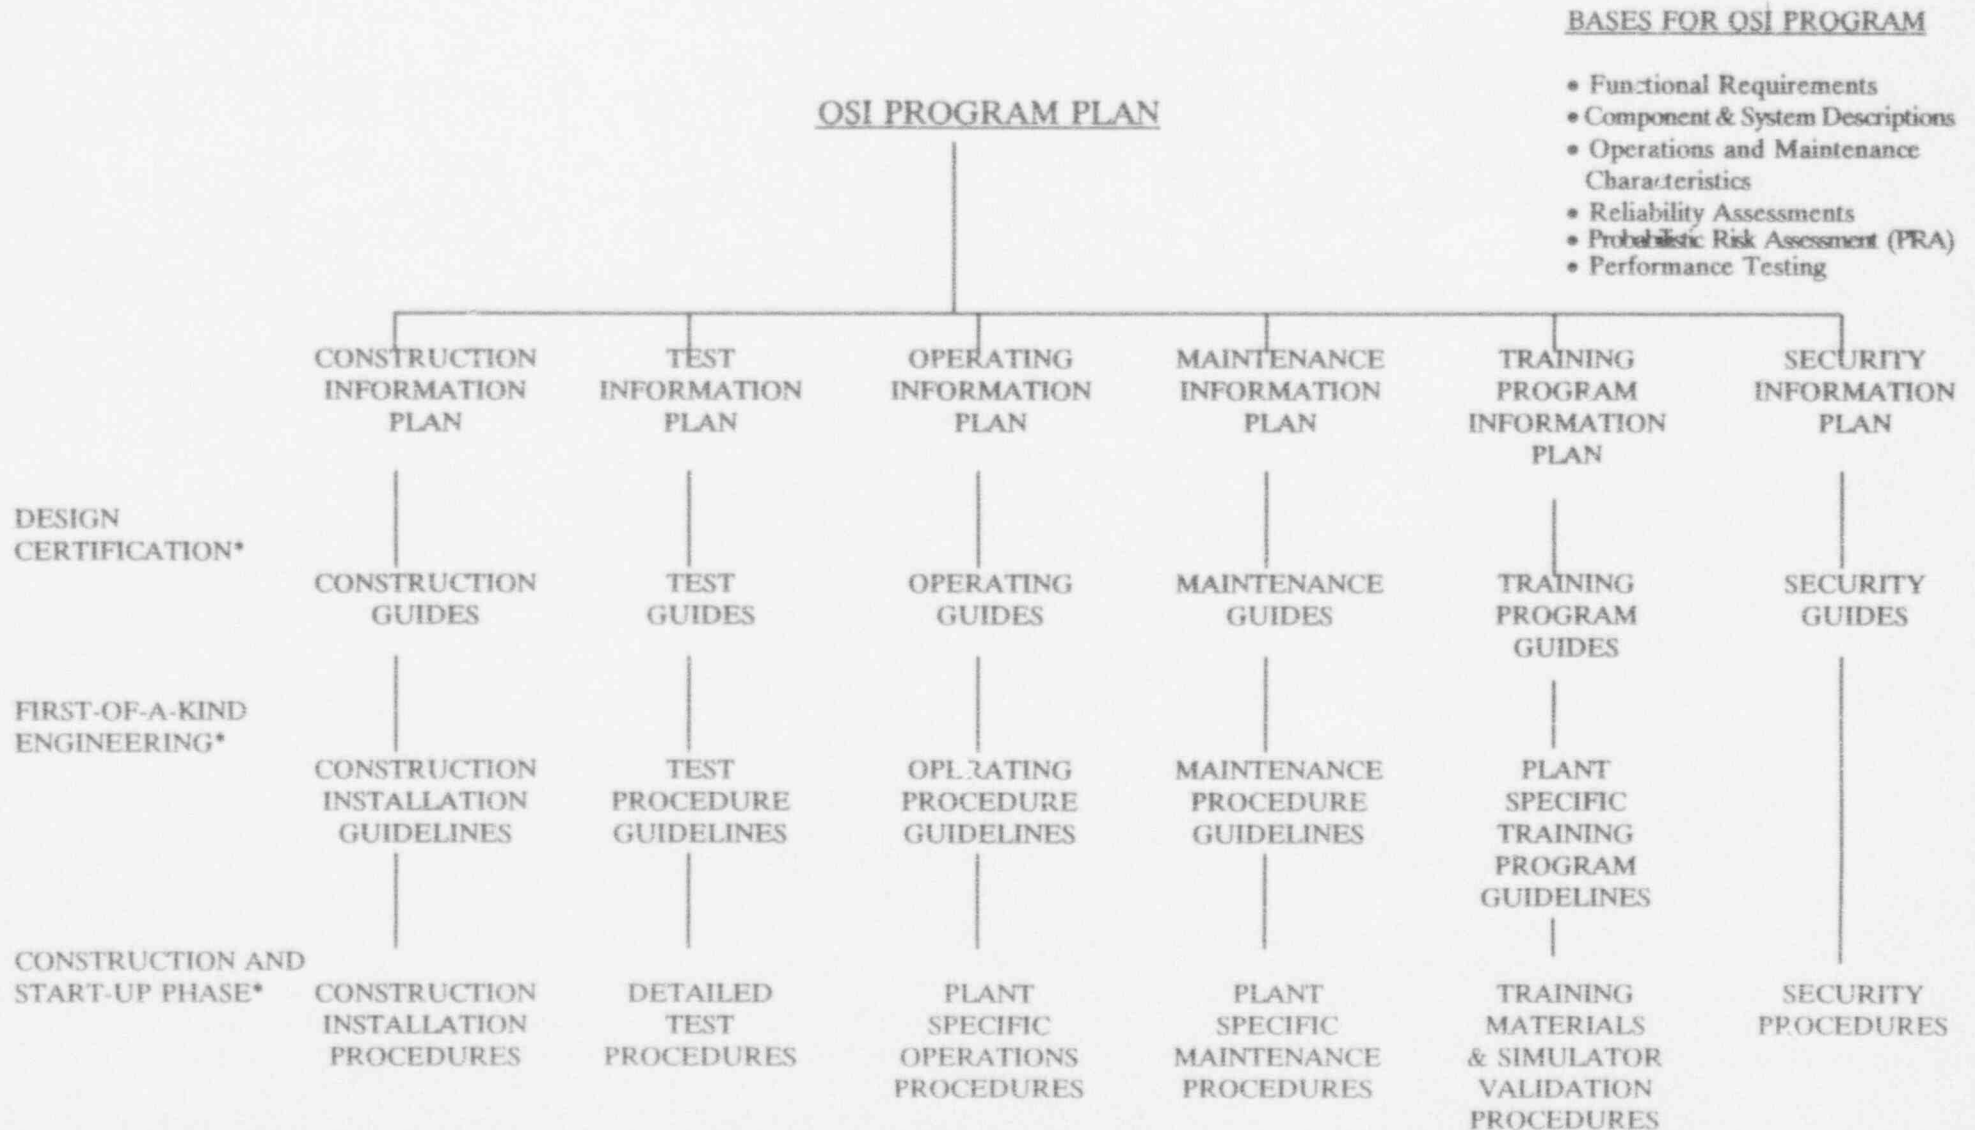 BASES FOR OSI PROGRAM
• Functional Requirements
• Component & System Descriptions
• Operations and Maintenance
Characteristics
• Reliability Assessments
• Probabilistic Risk Assessment (PRA)
• Performance Testing
OSI PROGRAM PLAN
CONSTRUCTION
INFORMATION
PLAN
TEST
INFORMATION
PLAN
OPERATING
INFORMATION
PLAN
MAINTENANCE
INFORMATION
PLAN
TRAINING
PROGRAM
INFORMATION
PLAN
SECURITY
INFORMATION
PLAN
DESIGN
CERTIFICATION*
CONSTRUCTION
GUIDES
TEST
GUIDES
OPERATING
GUIDES
MAINTENANCE
GUIDES
TRAINING
PROGRAM
GUIDES
SECURITY
GUIDES
FIRST-OF-A-KIND
ENGINEERING*
CONSTRUCTION
INSTALLATION
GUIDELINES
TEST
PROCEDURE
GUIDELINES
OPERATING
PROCEDURE
GUIDELINES
MAINTENANCE
PROCEDURE
GUIDELINES
PLANT
SPECIFIC
TRAINING
PROGRAM
GUIDELINES
CONSTRUCTION AND
START-UP PHASE*
CONSTRUCTION
INSTALLATION
PROCEDURES
DETAILED
TEST
PROCEDURES
PLANT
SPECIFIC
OPERATIONS
PROCEDURES
PLANT
SPECIFIC
MAINTENANCE
PROCEDURES
TRAINING
MATERIALS
& SIMULATOR
VALIDATION
PROCEDURES
SECURITY
PROCEDURES